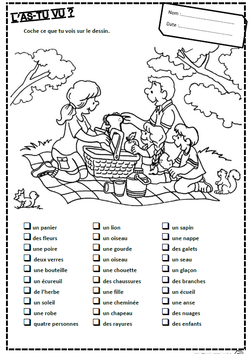 L'AS-TU VU ?
Nom :
Date :
Coche ce que tu vois sur le dessin.
un panier
des fleurs
une poire
deux verres
une bouteille
un écureuil
de l'herbe
un soleil
une robe
quatre personnes
un lion
un oiseau
une gourde
un oiseau
une chouette
des chaussures
une fille
une cheminée
un chapeau
des rayures
un sapin
une nappe
des galets
un seau
un glaçon
des branches
un écueil
une anse
des nuages
des enfants